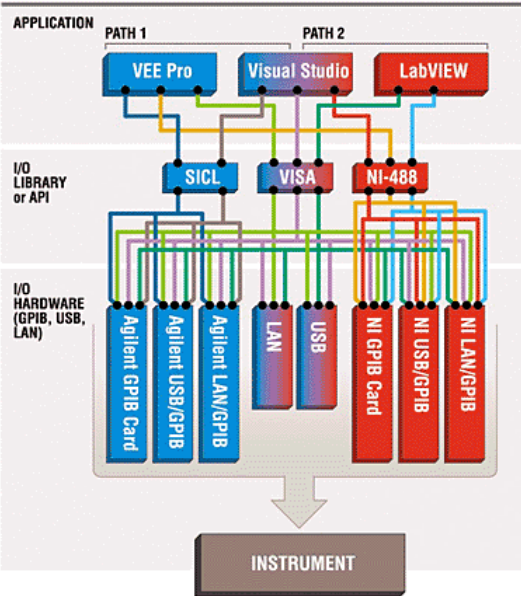 APPLICATION
PATH 1
PATH 2
VEE Pro
Visual Studio
LabVIEW
I/O
LIBRARY
or API
SICL
VISA
NI-488
I/O
HARDWARE
(GPIB, USB,
LAN)
Agilent GPIB Card
Agilent USB/GPIB
Agilent LAN/GPIB
LAN
USB
NI GPIB Card
NI USB/GPIB
NI LAN/GPIB
INSTRUMENT